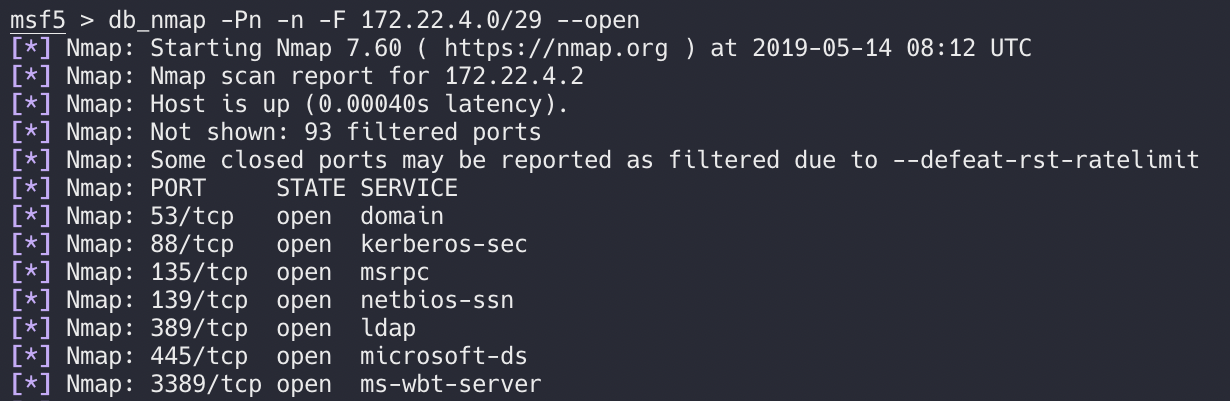 msf5 > db_nmap -Pn -n -F 172.22.4.0/29 --open
[*] Nmap: Starting Nmap 7.60 ( https://nmap.org ) at 2019-05-14 08:12 UTC
[*] Nmap: Nmap scan report for 172.22.4.2
[*] Nmap: Host is up (0.00040s latency).
[*] Nmap: Not shown: 93 filtered ports
[*] Nmap: Some closed ports may be reported as filtered due to --defeat-rst-ratelimit
[*] Nmap: PORT     STATE SERVICE
[*] Nmap: 53/tcp   open  domain
[*] Nmap: 88/tcp   open  kerberos-sec
[*] Nmap: 135/tcp  open  msrpc
[*] Nmap: 139/tcp  open  netbios-ssn
[*] Nmap: 389/tcp  open  ldap
[*] Nmap: 445/tcp  open  microsoft-ds
[*] Nmap: 3389/tcp open  ms-wbt-server